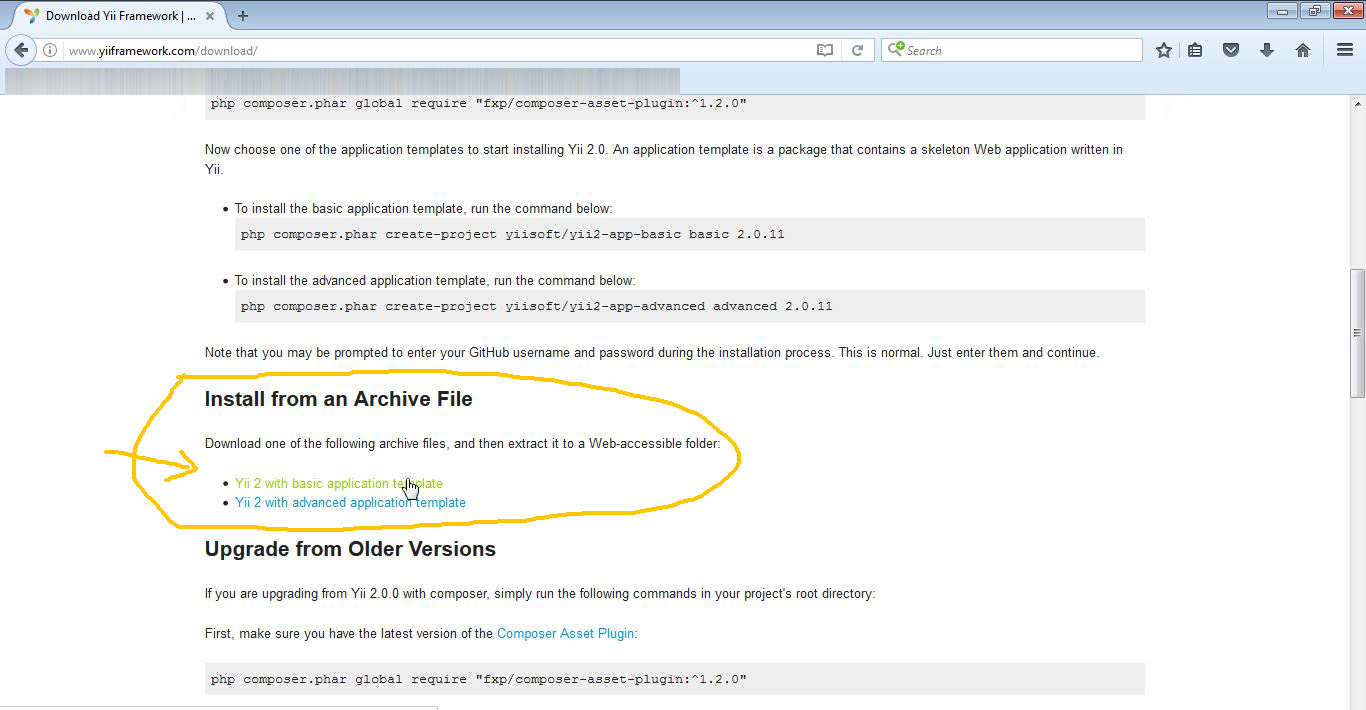 Download Yii Framework | ...
www.yiiframework.com/download/
Search
php composer.phar global require "fxp/composer-asset-plugin:^1.2.0"
Now choose one of the application templates to start installing Yii 2.0. An application template is a package that contains a skeleton Web application written in
Yii.
To install the basic application template, run the command below:
php composer.phar create-project yiisoft/yii2-app-basic basic 2.0.11
To install the advanced application template, run the command below:
php composer.phar create-project yiisoft/yii2-app-advanced advanced 2.0.11
Note that you may be prompted to enter your GitHub username and password during the installation process. This is normal. Just enter them and continue.
Install from an Archive File
Download one of the following archive files, and then extract it to a Web-accessible folder:
Yii 2 with basic application template
Yii 2 with advanced application template
Upgrade from Older Versions
If you are upgrading from Yii 2.0.0 with composer, simply run the following commands in your project's root directory:
First, make sure you have the latest version of the Composer Asset Plugin:
php composer.phar global require "fxp/composer-asset-plugin:^1.2.0"